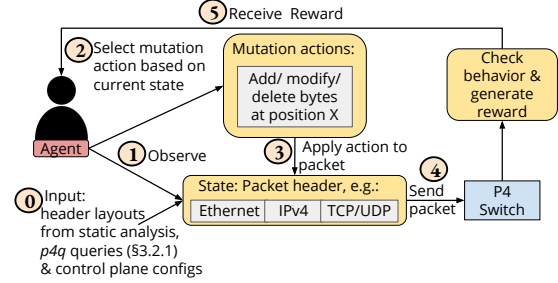 5 Receive Reward
2 Select mutation
action based on
current state
Mutation actions:
Add/ modify/
delete bytes
at position X
Check
behavior &
generate
reward
Agent
1 Observe
3 Apply action to
packet
4
Send
packet
P4
Switch
State: Packet header, e.g.:
Ethernet IPv4 TCP/UDP
0 Input:
header layouts
from static analysis,
p4q queries (§3.2.1)
& control plane configs